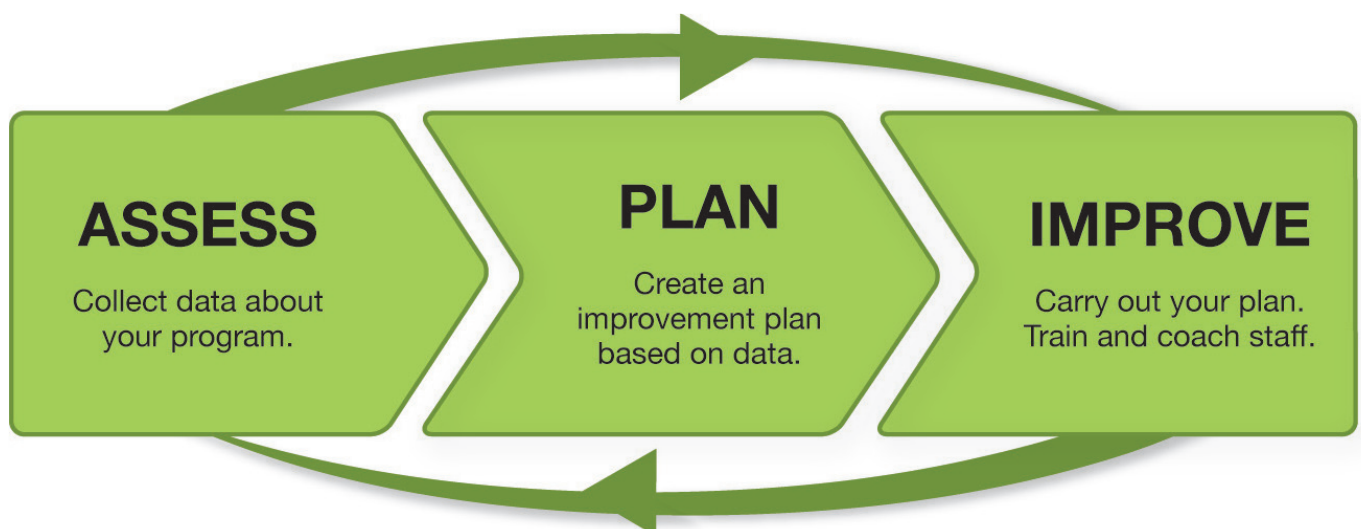 ASSESS
Collect data about
your program.
PLAN
Create an
improvement plan
based on data.
IMPROVE
Carry out your plan.
Train and coach staff.